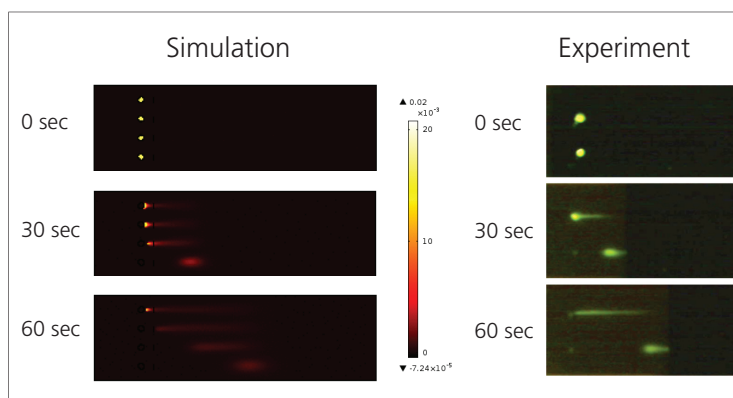 Simulation
Experiment
0 sec
30 sec
60 sec
▲ 0.02
×10⁻³
20
10
0
▼ -7.24×10⁻⁵
0 sec
30 sec
60 sec